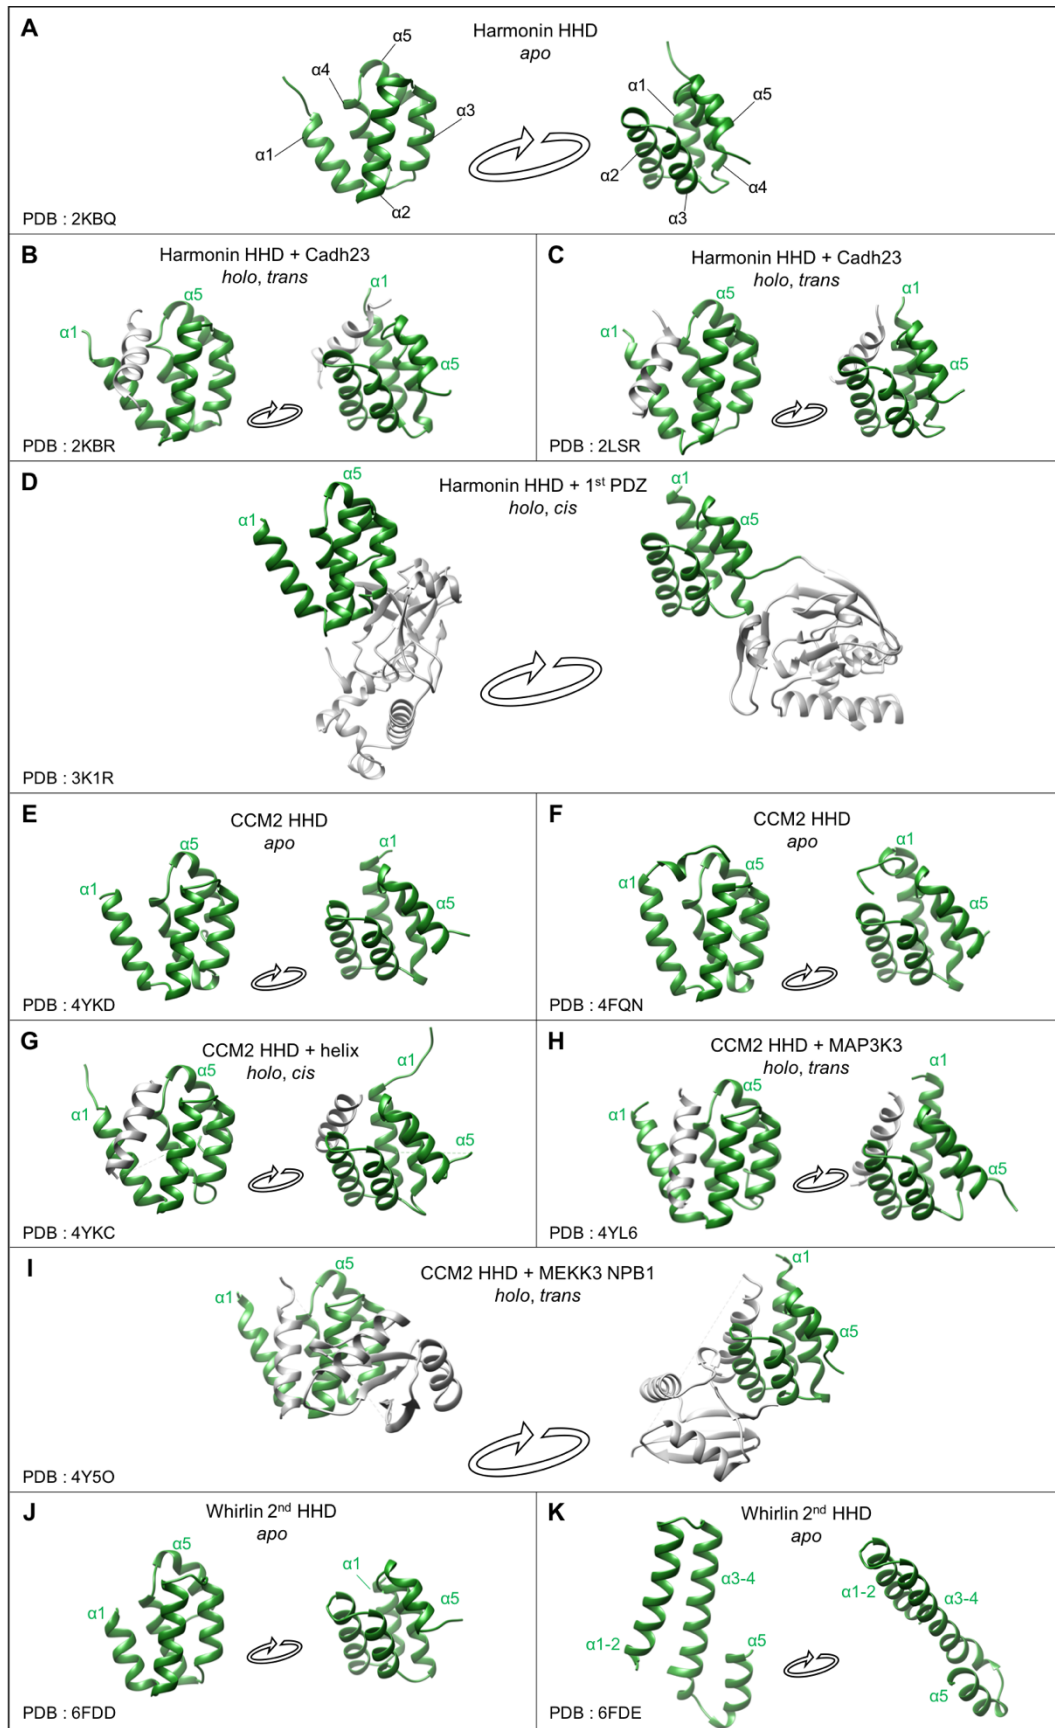 A
Harmonin HHD
apo
α5
α4
α3
α1
α2
α1
α5
α2
α4
α3
PDB : 2KBQ
B
Harmonin HHD + Cadh23
holo, trans
α5
α1
α1
α5
PDB : 2KBR
C
Harmonin HHD + Cadh23
holo, trans
α5
α1
α1
α5
PDB : 2LSR
D
Harmonin HHD + 1st PDZ
holo, cis
α5
α1
α1
α5
PDB : 3K1R
E
CCM2 HHD
apo
α5
α1
α1
α5
PDB : 4YKD
F
CCM2 HHD
apo
α5
α1
α1
α5
PDB : 4FQN
G
CCM2 HHD + helix
holo, cis
α5
α1
α1
α5
PDB : 4YKC
H
CCM2 HHD + MAP3K3
holo, trans
α5
α1
α1
α5
PDB : 4YL6
I
CCM2 HHD + MEKK3 NPB1
holo, trans
α5
α1
α1
α5
PDB : 4Y5O
J
Whirlin 2nd HHD
apo
α5
α1
α1
α5
PDB : 6FDD
K
Whirlin 2nd HHD
apo
α3-4
α1-2
α5
α1-2
α3-4
α5
PDB : 6FDE